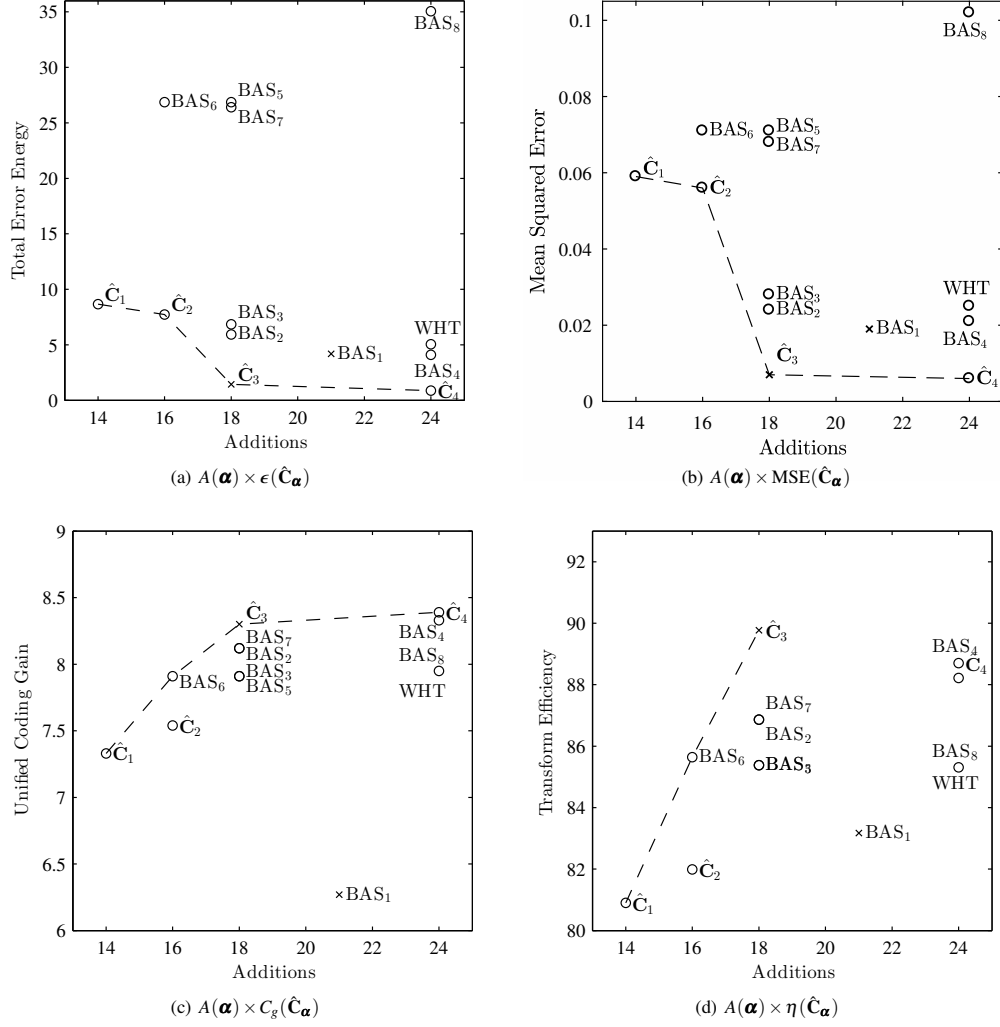 35
30
25
20
15
10
5
0
14 16 18 20 22 24
Total Error Energy
Additions
BAS₈
BAS₆
BAS₅
BAS₇
Ĉ₁
Ĉ₂
BAS₃
BAS₂
WHT
BAS₁
BAS₄
Ĉ₃
Ĉ₄
(a) A(α) × ϵ(Ĉ_α)
0.1
0.08
0.06
0.04
0.02
0
14 16 18 20 22 24
Mean Squared Error
Additions
BAS₈
BAS₆
BAS₅
BAS₇
Ĉ₁
Ĉ₂
BAS₃
BAS₂
WHT
BAS₁
BAS₄
Ĉ₃
Ĉ₄
(b) A(α) × MSE(Ĉ_α)
9
8.5
8
7.5
7
6.5
6
14 16 18 20 22 24
Unified Coding Gain
Additions
Ĉ₃
Ĉ₄
BAS₄
BAS₇
BAS₂
BAS₈
BAS₃
BAS₆
BAS₅
WHT
Ĉ₂
Ĉ₁
BAS₁
(c) A(α) × C_g(Ĉ_α)
92
90
88
86
84
82
80
14 16 18 20 22 24
Transform Efficiency
Additions
Ĉ₃
BAS₄
Ĉ₄
BAS₇
BAS₂
BAS₆
BAS₈
BAS₃
WHT
BAS₁
Ĉ₂
Ĉ₁
(d) A(α) × η(Ĉ_α)